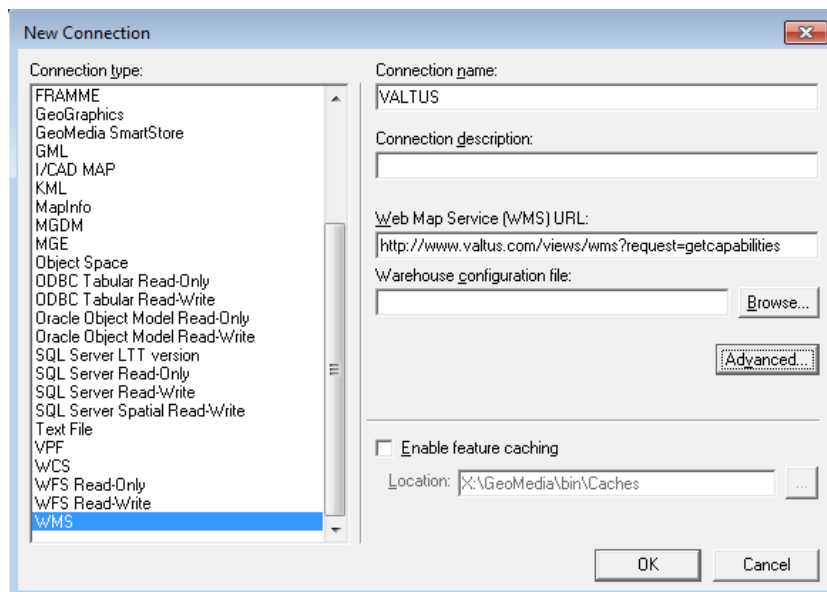 New Connection
Connection type:
FRAMME
GeoGraphics
GeoMedia SmartStore
GML
I/CAD MAP
KML
MapInfo
MGDM
MGE
Object Space
ODBC Tabular Read-Only
ODBC Tabular Read-Write
Oracle Object Model Read-Only
Oracle Object Model Read-Write
SQL Server LTT version
SQL Server Read-Only
SQL Server Read-Write
SQL Server Spatial Read-Write
Text File
VPF
WCS
WFS Read-Only
WFS Read-Write
WMS
Connection name:
VALTUS
Connection description:
Web Map Service (WMS) URL:
http://www.valtus.com/views/wms?request=getcapabilities
Warehouse configuration file:
Browse...
Advanced...
Enable feature caching
Location: X:\GeoMedia\bin\Caches ...
OK Cancel